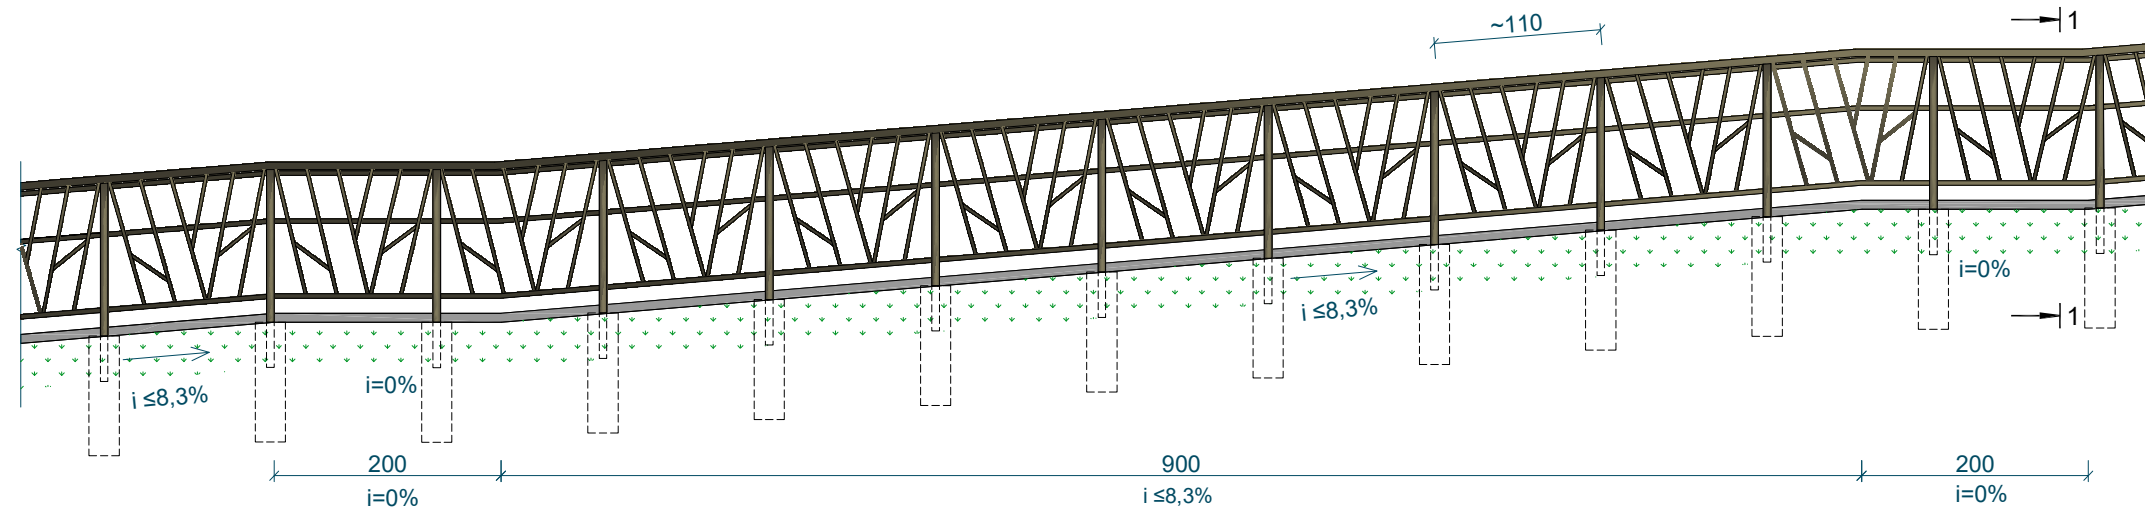 ~110
1
i=0%
i ≤8,3%
1
i=0%
i ≤8,3%
200
900
200
i=0%
i ≤8,3%
i=0%